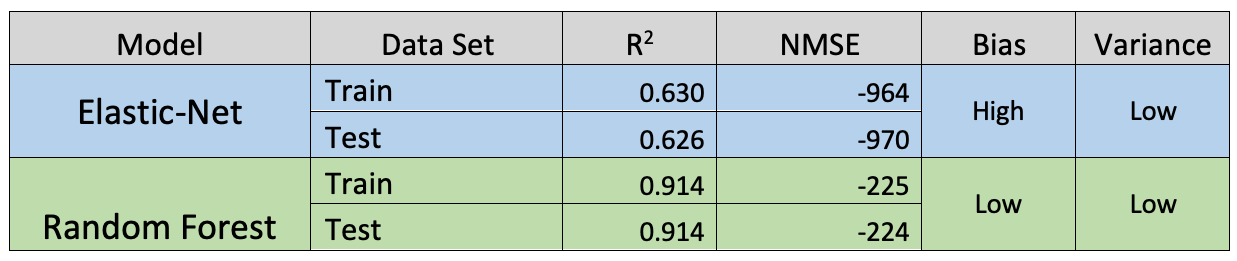 Model Data Set R² NMSE Bias Variance
Elastic-Net Train 0.630 -964 High Low
Test 0.626 -970
Random Forest Train 0.914 -225 Low Low
Test 0.914 -224